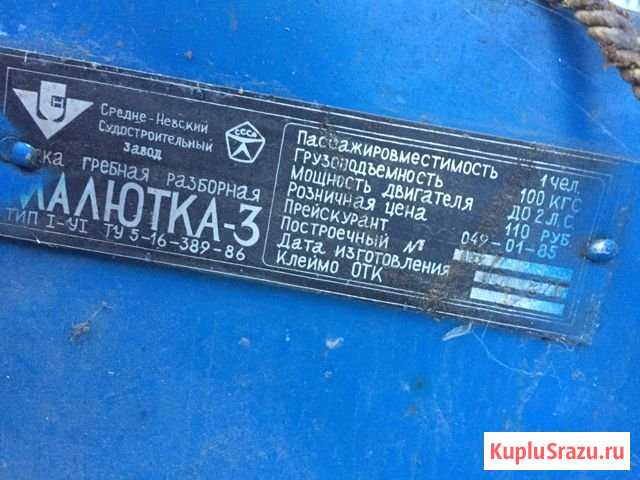 Средне-Невский
Судостроительный
завод
СССР
гребная разборная
МАЛЮТКА-3
ТИП I-VI ТУ 5-16-389-86
Пассажировместимость 1 чел.
Грузоподъемность 100 КГС
Мощность двигателя до 2 л.с.
Розничная цена 110 руб.
Прейскурант 049-01-85
Построечный №
Дата изготовления
Клеймо ОТК
KupluSrazu.ru